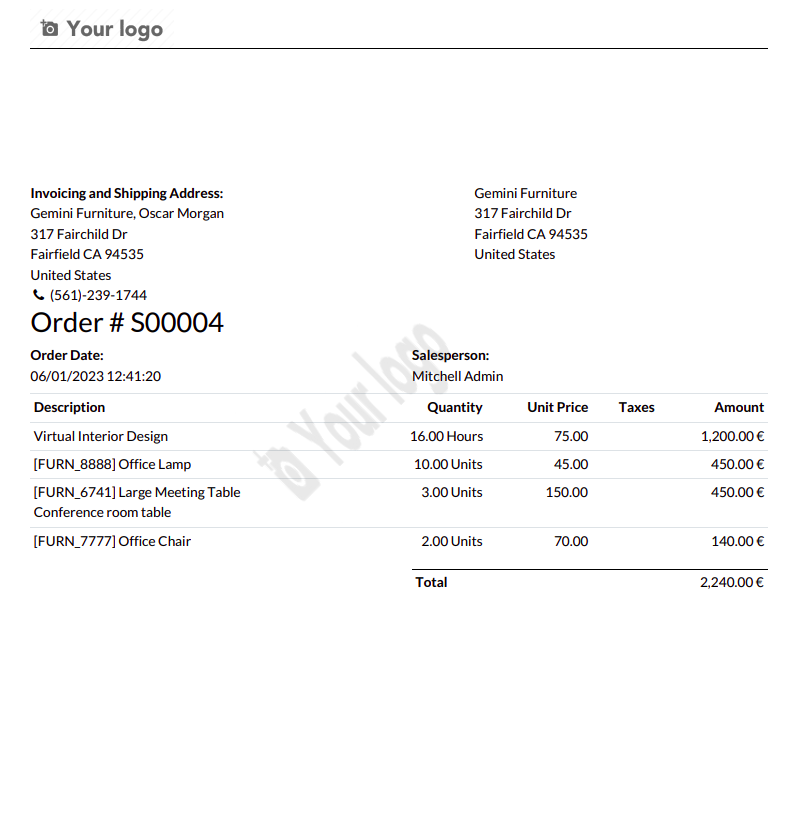 Your logo
Invoicing and Shipping Address:
Gemini Furniture, Oscar Morgan
317 Fairchild Dr
Fairfield CA 94535
United States
(561)-239-1744
Gemini Furniture
317 Fairchild Dr
Fairfield CA 94535
United States
Order # S00004
Order Date:
06/01/2023 12:41:20
Salesperson:
Mitchell Admin
Your logo
Description Quantity Unit Price Taxes Amount
Virtual Interior Design 16.00 Hours 75.00 1,200.00 €
[FURN_8888] Office Lamp 10.00 Units 45.00 450.00 €
[FURN_6741] Large Meeting Table 3.00 Units 150.00 450.00 €
Conference room table
[FURN_7777] Office Chair 2.00 Units 70.00 140.00 €
Total 2,240.00 €